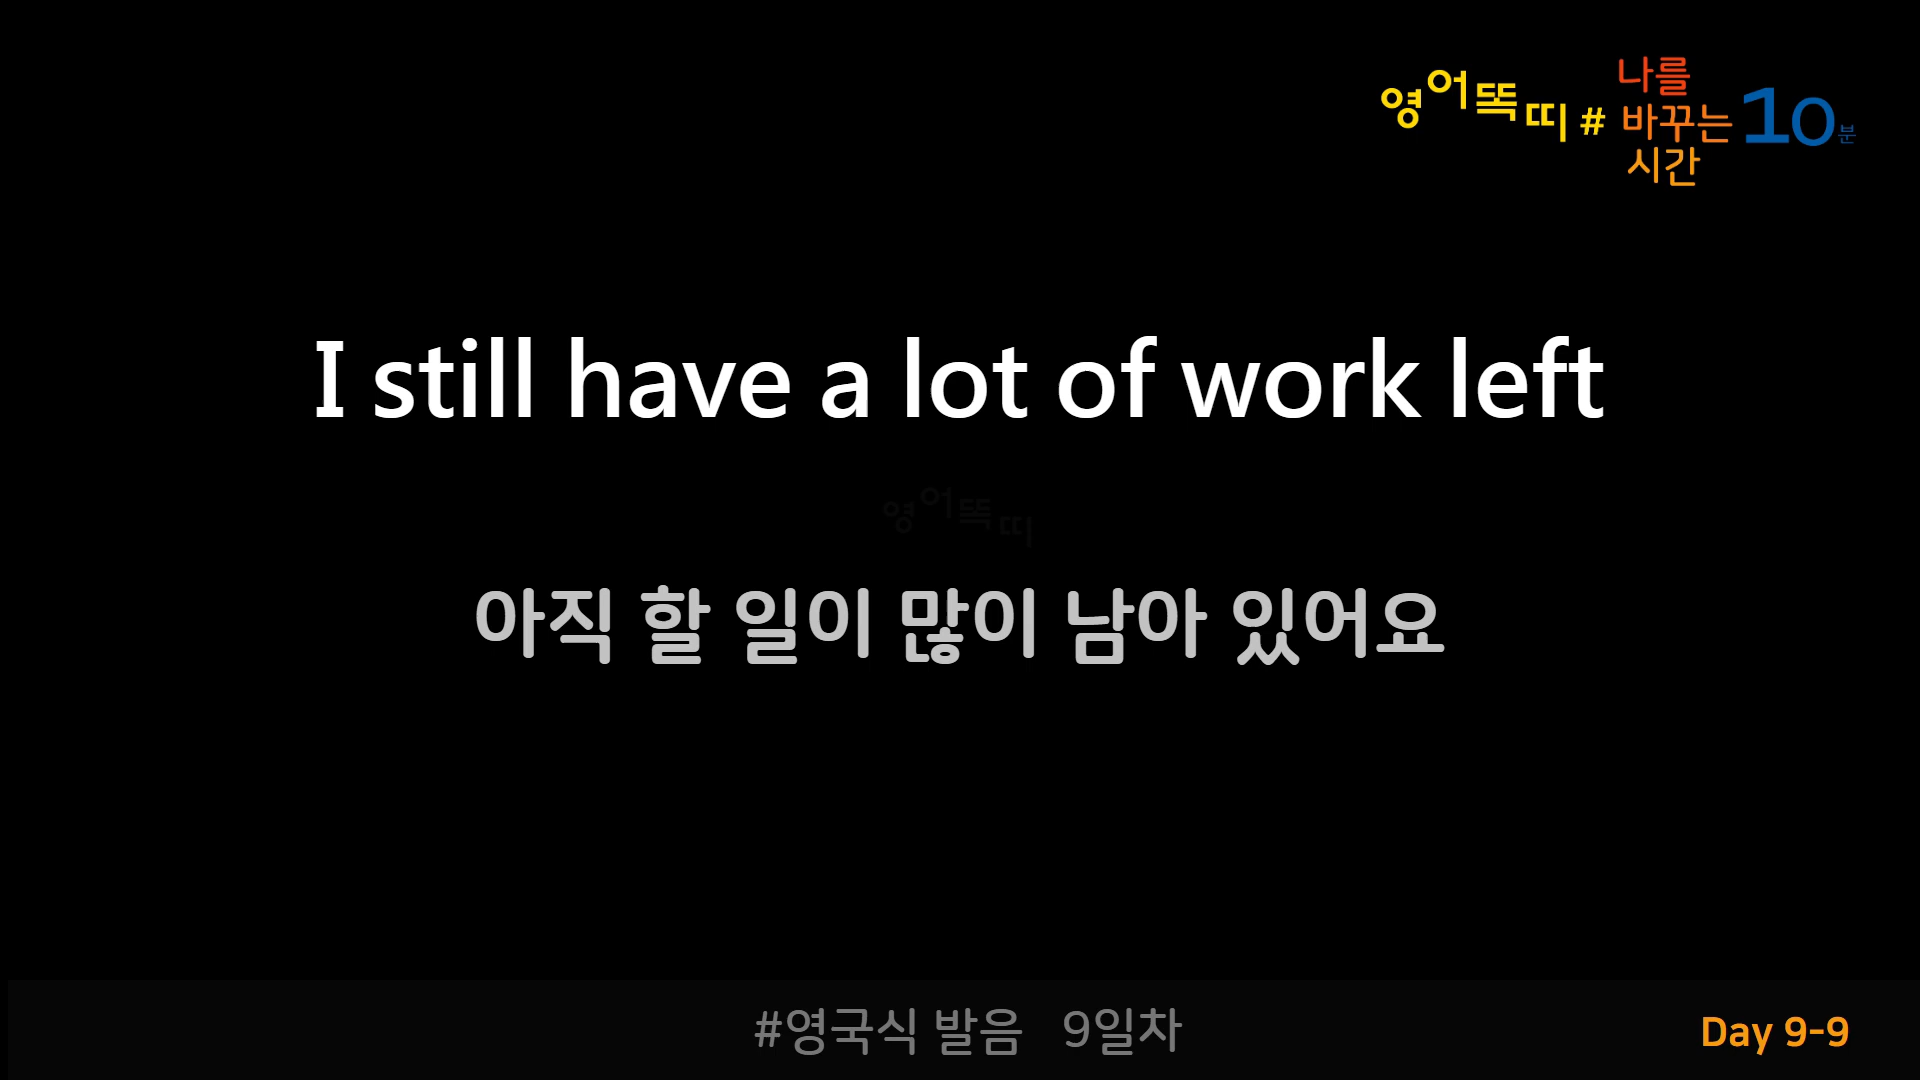 영어똑띠 # 나를
바꾸는
시간
10분
I still have a lot of work left
영어똑띠
아직 할 일이 많이 남아 있어요
#영국식 발음 9일차
Day 9-9